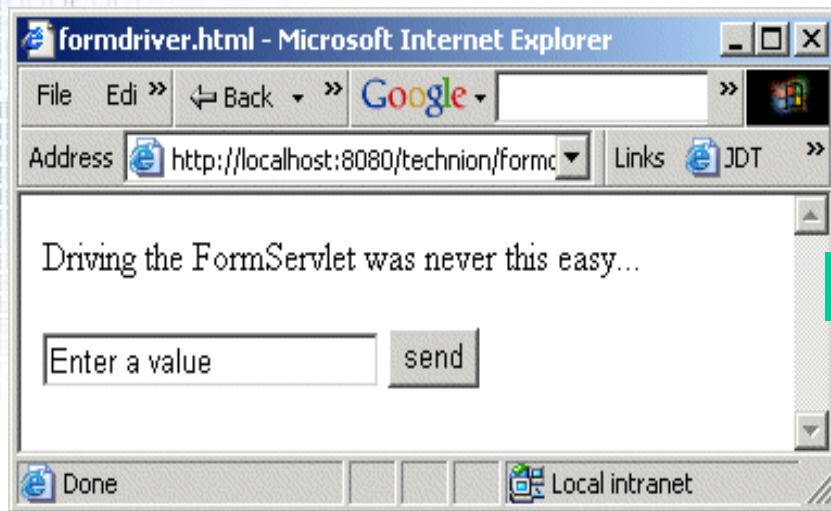 formdriver.html - Microsoft Internet Explorer
File Edi » Back » Google »
Address http://localhost:8080/technion/formd Links JDT »
Driving the FormServlet was never this easy...
Enter a value send
Done Local intranet